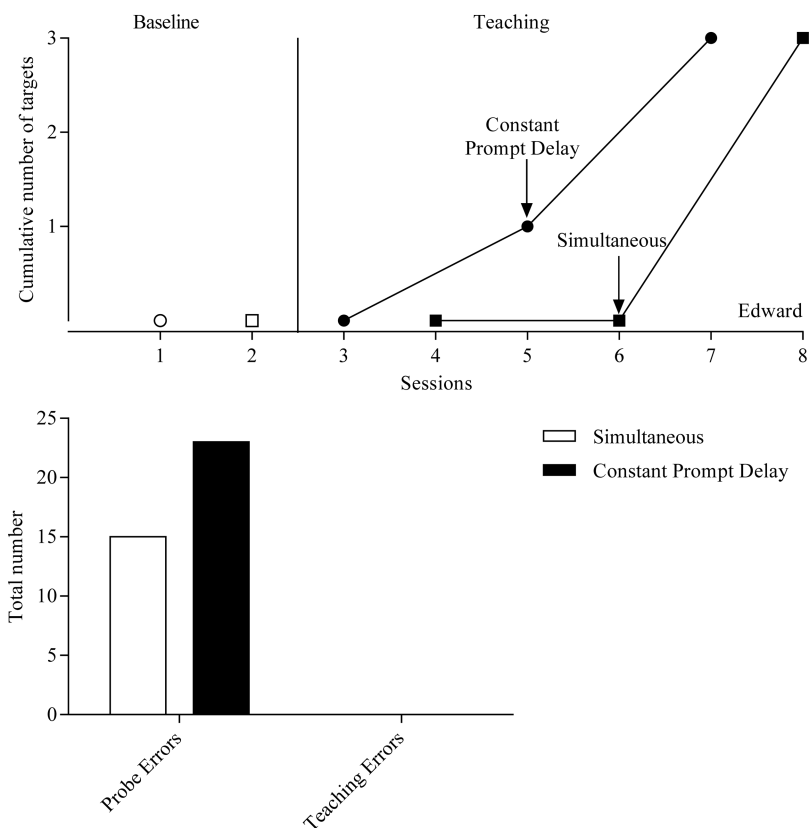 Baseline
Teaching
Cumulative number of targets
3
2
1
Constant
Prompt Delay
Simultaneous
Edward
1 2 3 4 5 6 7 8
Sessions
Total number
25
20
15
10
5
0
Probe Errors
Teaching Errors
Simultaneous
Constant Prompt Delay